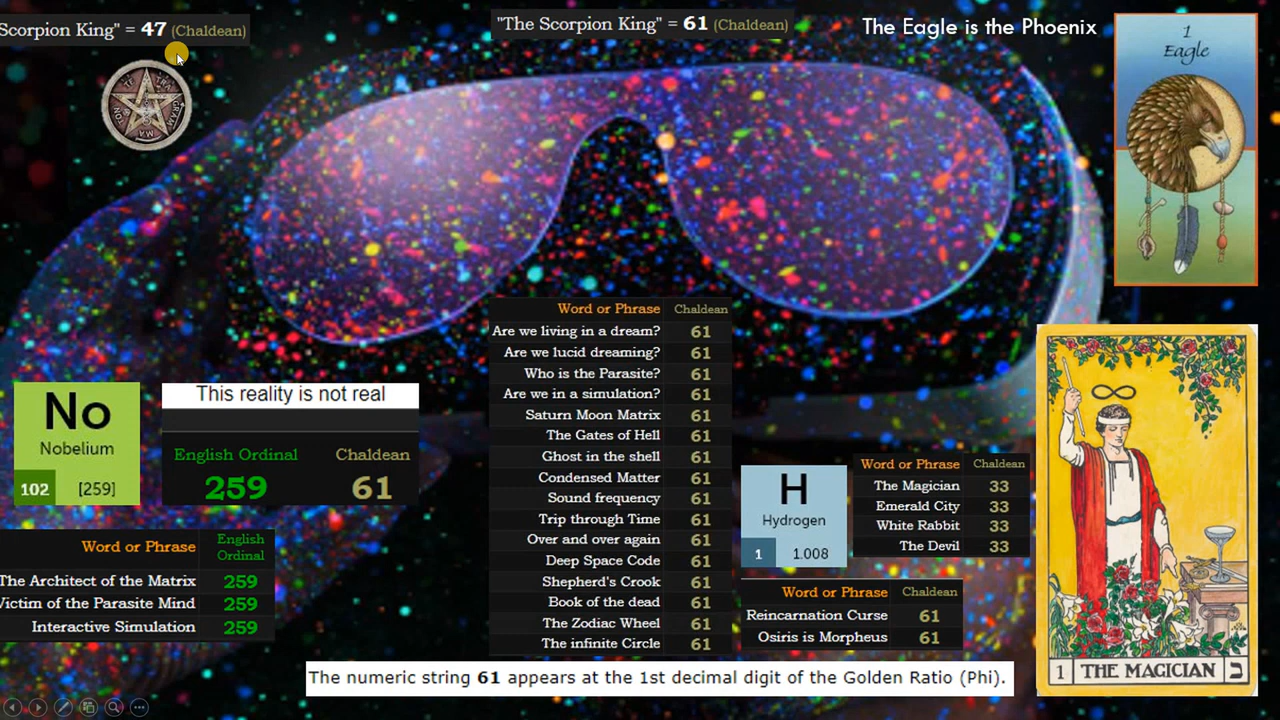 Scorpion King" = 47 (Chaldean)
"The Scorpion King" = 61 (Chaldean)
The Eagle is the Phoenix
1
Eagle
TE TRA GRAM MA TON
Word or Phrase Chaldean
Are we living in a dream? 61
Are we lucid dreaming? 61
Who is the Parasite? 61
Are we in a simulation? 61
Saturn Moon Matrix 61
The Gates of Hell 61
Ghost in the shell 61
Condensed Matter 61
Sound frequency 61
Trip through Time 61
Over and over again 61
Deep Space Code 61
Shepherd's Crook 61
Book of the dead 61
The Zodiac Wheel 61
The infinite Circle 61
No
Nobelium
102 [259]
This reality is not real
English Ordinal Chaldean
259 61
Word or Phrase English Ordinal
The Architect of the Matrix 259
Victim of the Parasite Mind 259
Interactive Simulation 259
H
Hydrogen
1 1.008
Word or Phrase Chaldean
The Magician 33
Emerald City 33
White Rabbit 33
The Devil 33
Word or Phrase Chaldean
Reincarnation Curse 61
Osiris is Morpheus 61
1 THE MAGICIAN ב
The numeric string 61 appears at the 1st decimal digit of the Golden Ratio (Phi).